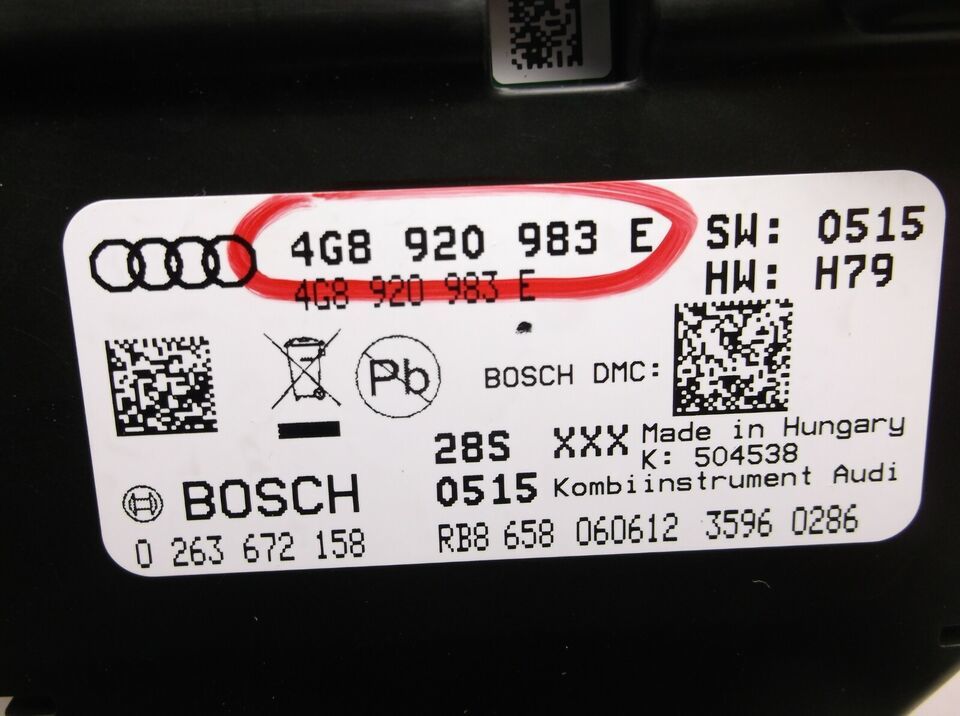 4G8 920 983 E
SW: 0515
4G8 920 983 E
HW: H79
Pb
BOSCH DMC:
28S XXX
Made in Hungary
K: 504538
BOSCH
0515
Kombiinstrument Audi
0 263 672 158
RB8 658 060612 3596 0286